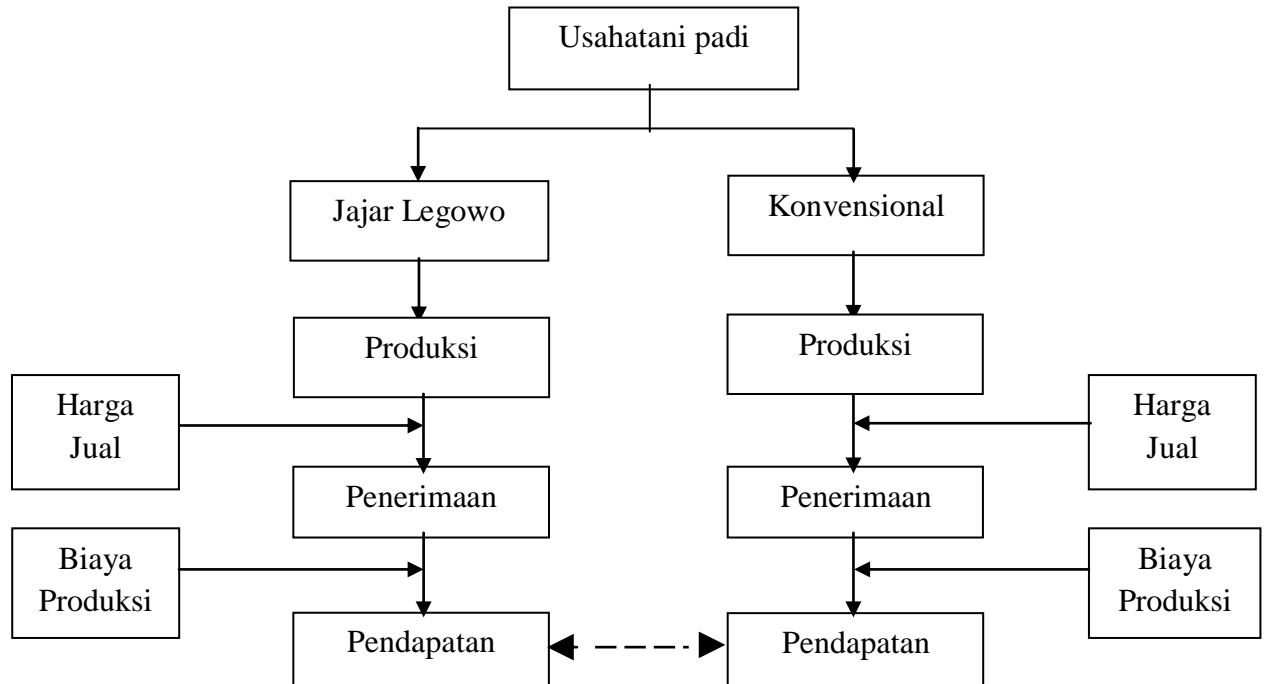 Usahatani padi
Jajar Legowo
Konvensional
Produksi
Produksi
Harga
Jual
Harga
Jual
Penerimaan
Penerimaan
Biaya
Produksi
Biaya
Produksi
Pendapatan
Pendapatan